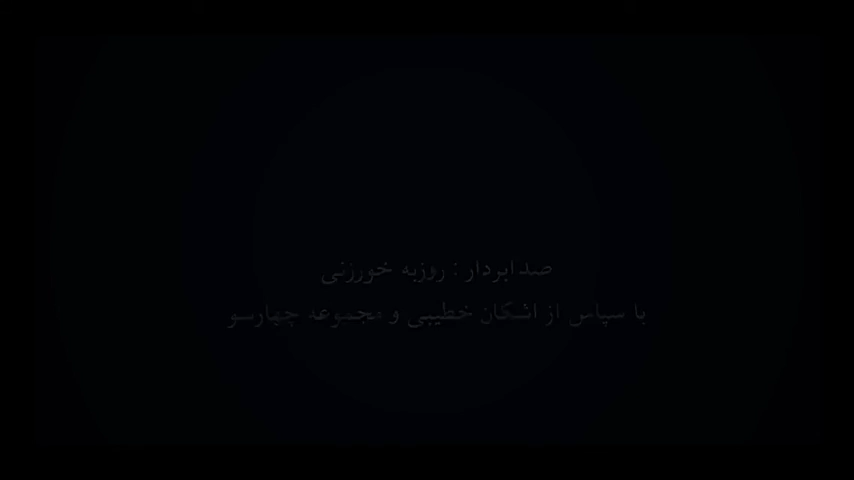 صدابردار : روزبه خورزنی
با سپاس از اشکان خطیبی و مجموعه چهارسو